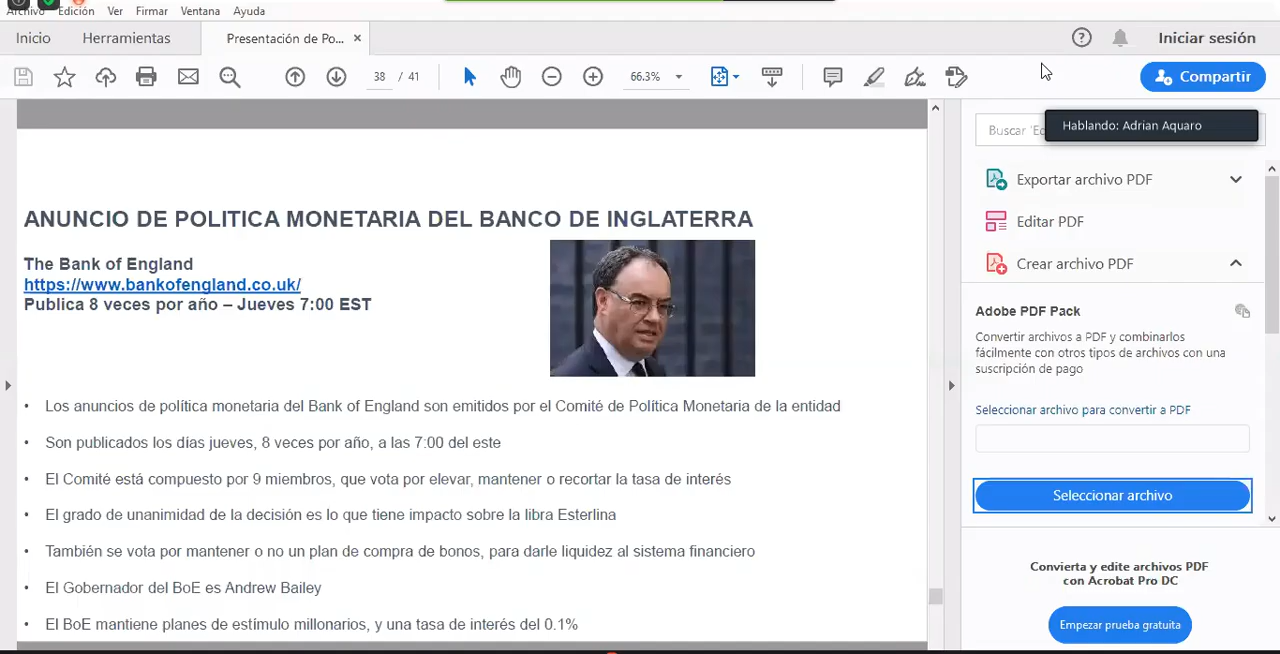 Archivo Edición Ver Firmar Ventana Ayuda
Inicio Herramientas Presentación de Po... × Iniciar sesión
38 / 41 66.3% Compartir
Hablando: Adrian Aquaro
Buscar 'Ed
ANUNCIO DE POLITICA MONETARIA DEL BANCO DE INGLATERRA
The Bank of England
https://www.bankofengland.co.uk/
Publica 8 veces por año – Jueves 7:00 EST
• Los anuncios de política monetaria del Bank of England son emitidos por el Comité de Política Monetaria de la entidad
• Son publicados los días jueves, 8 veces por año, a las 7:00 del este
• El Comité está compuesto por 9 miembros, que vota por elevar, mantener o recortar la tasa de interés
• El grado de unanimidad de la decisión es lo que tiene impacto sobre la libra Esterlina
• También se vota por mantener o no un plan de compra de bonos, para darle liquidez al sistema financiero
• El Gobernador del BoE es Andrew Bailey
• El BoE mantiene planes de estímulo millonarios, y una tasa de interés del 0.1%
Exportar archivo PDF
Editar PDF
Crear archivo PDF
Adobe PDF Pack
Convertir archivos a PDF y combinarlos
fácilmente con otros tipos de archivos con una
suscripción de pago
Seleccionar archivo para convertir a PDF
Seleccionar archivo
Convierta y edite archivos PDF
con Acrobat Pro DC
Empezar prueba gratuita